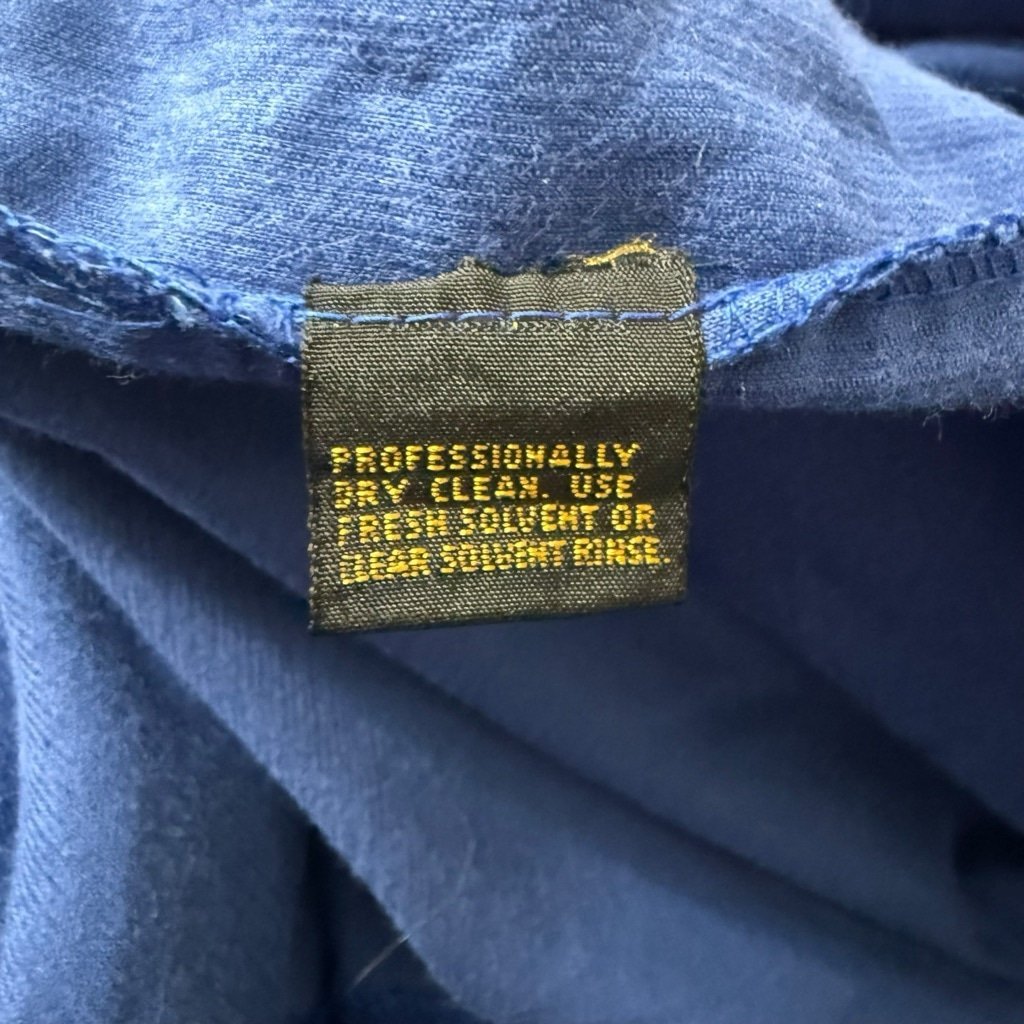 PROFESSIONALLY
DRY CLEAN. USE
FRESH SOLVENT OR
CLEAR SOLVENT RINSE.